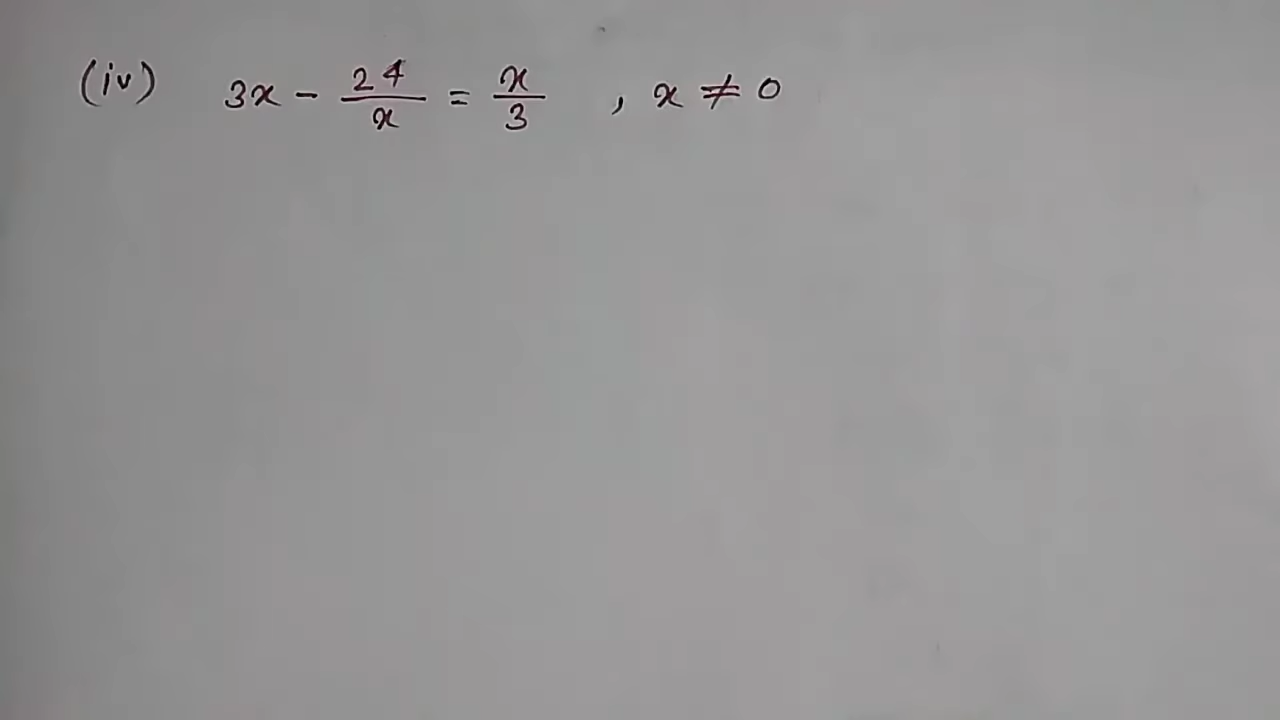 (iv) 3x - 24/x = x/3 , x ≠ 0